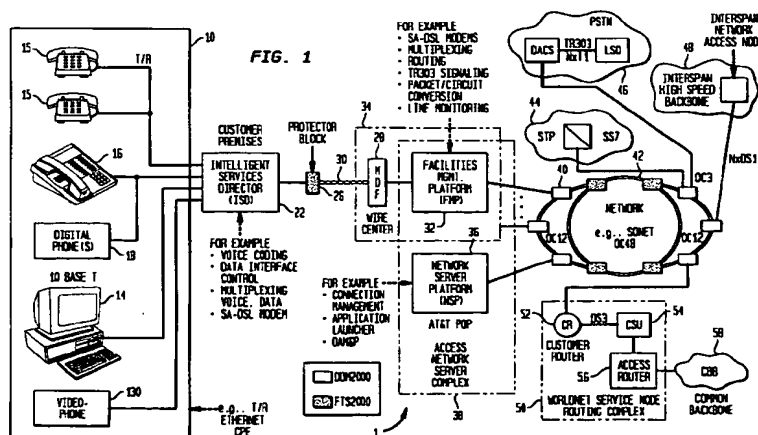 FIG. 1
10
15
T/R
15
16
DIGITAL
PHONE(S)
18
10 BASE T
14
VIDEO-
PHONE
130
e.g., T/R
ETHERNET
CPE
CUSTOMER
PREMISES
INTELLIGENT
SERVICES
DIRECTOR
(ISD)
22
FOR EXAMPLE
• VOICE CODING
• DATA INTERFACE
CONTROL
• MULTIPLEXING
VOICE, DATA
• SA-DSL MODEM
PROTECTOR
BLOCK
26
30
34
28
MDF
WIRE
CENTER
FOR EXAMPLE
• SA-DSL MODEMS
• MULTIPLEXING
• ROUTING
• TR303 SIGNALING
• PACKET/CIRCUIT
CONVERSION
• LINE MONITORING
FACILITIES
MGMT.
PLATFORM
(FMP)
32
36
NETWORK
SERVER
PLATFORM
(NSP)
AT&T POP
FOR EXAMPLE
• CONNECTION
MANAGEMENT
• APPLICATION
LAUNCHER
• OAM&P
ACCESS
NETWORK
SERVER
COMPLEX
38
DDM2000
FTS2000
1
PSTN
DACS
TR303
NxT1
LSO
46
INTERSPAN
NETWORK
ACCESS NODE
48
INTERSPAN
HIGH SPEED
BACKBONE
44
STP
SS7
40
42
OC3
NxDS1
NETWORK
e.g., SONET
OC48
OC12
OC12
52
CR
CUSTOMER
ROUTER
DS3
CSU
54
56
ACCESS
ROUTER
50
WORLDNET SERVICE NODE
ROUTING COMPLEX
58
CBB
COMMON
BACKBONE